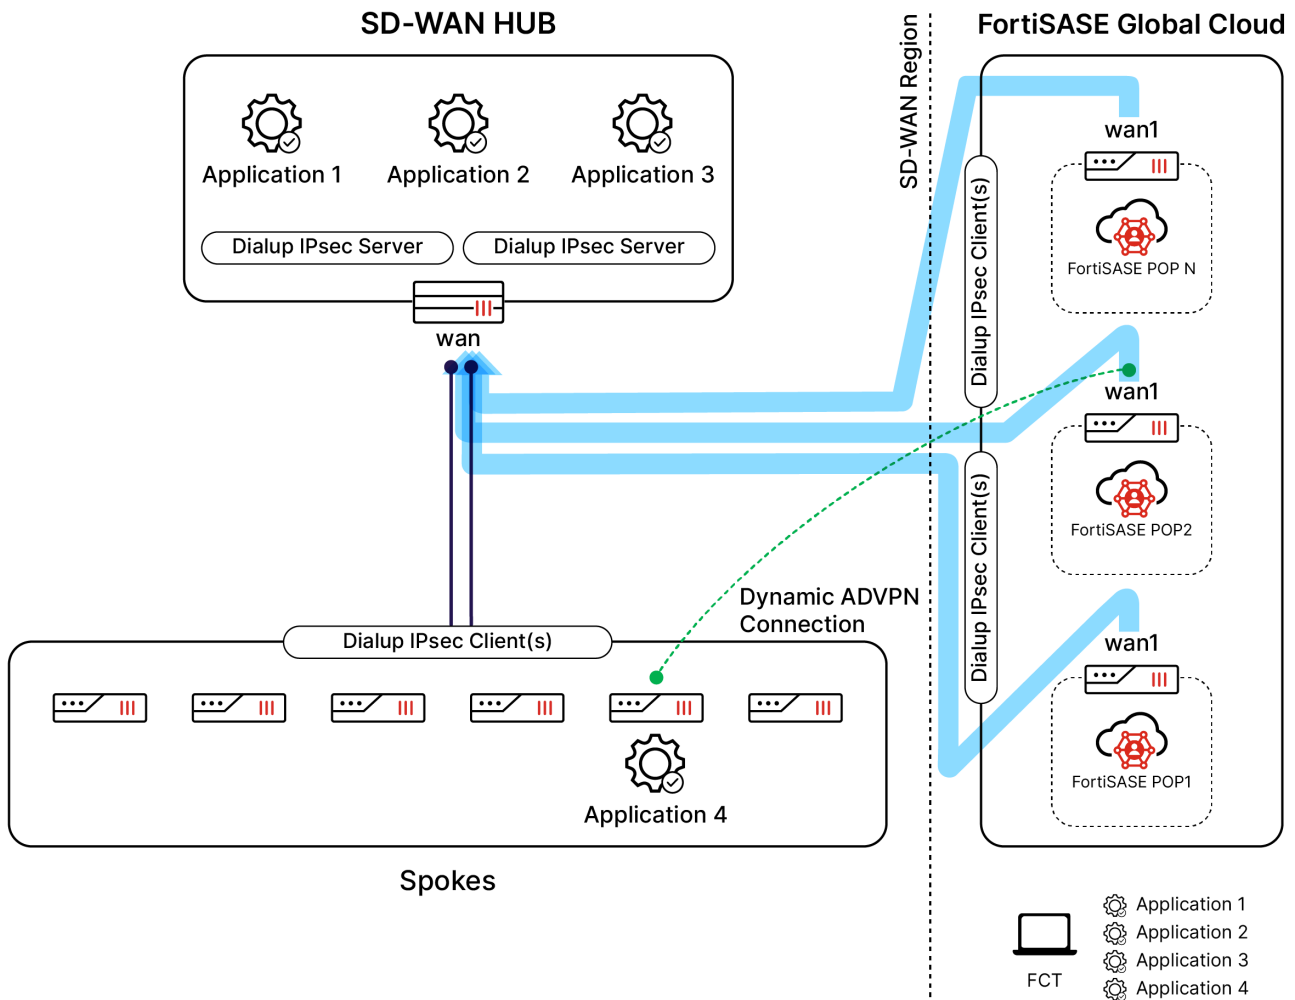 SD-WAN HUB
Application 1
Application 2
Application 3
Dialup IPsec Server
Dialup IPsec Server
wan
SD-WAN Region
FortiSASE Global Cloud
wan1
Dialup IPsec Client(s)
FortiSASE POP N
wan1
FortiSASE POP2
Dialup IPsec Client(s)
wan1
FortiSASE POP1
Dynamic ADVPN
Connection
Dialup IPsec Client(s)
Application 4
Spokes
FCT
Application 1
Application 2
Application 3
Application 4